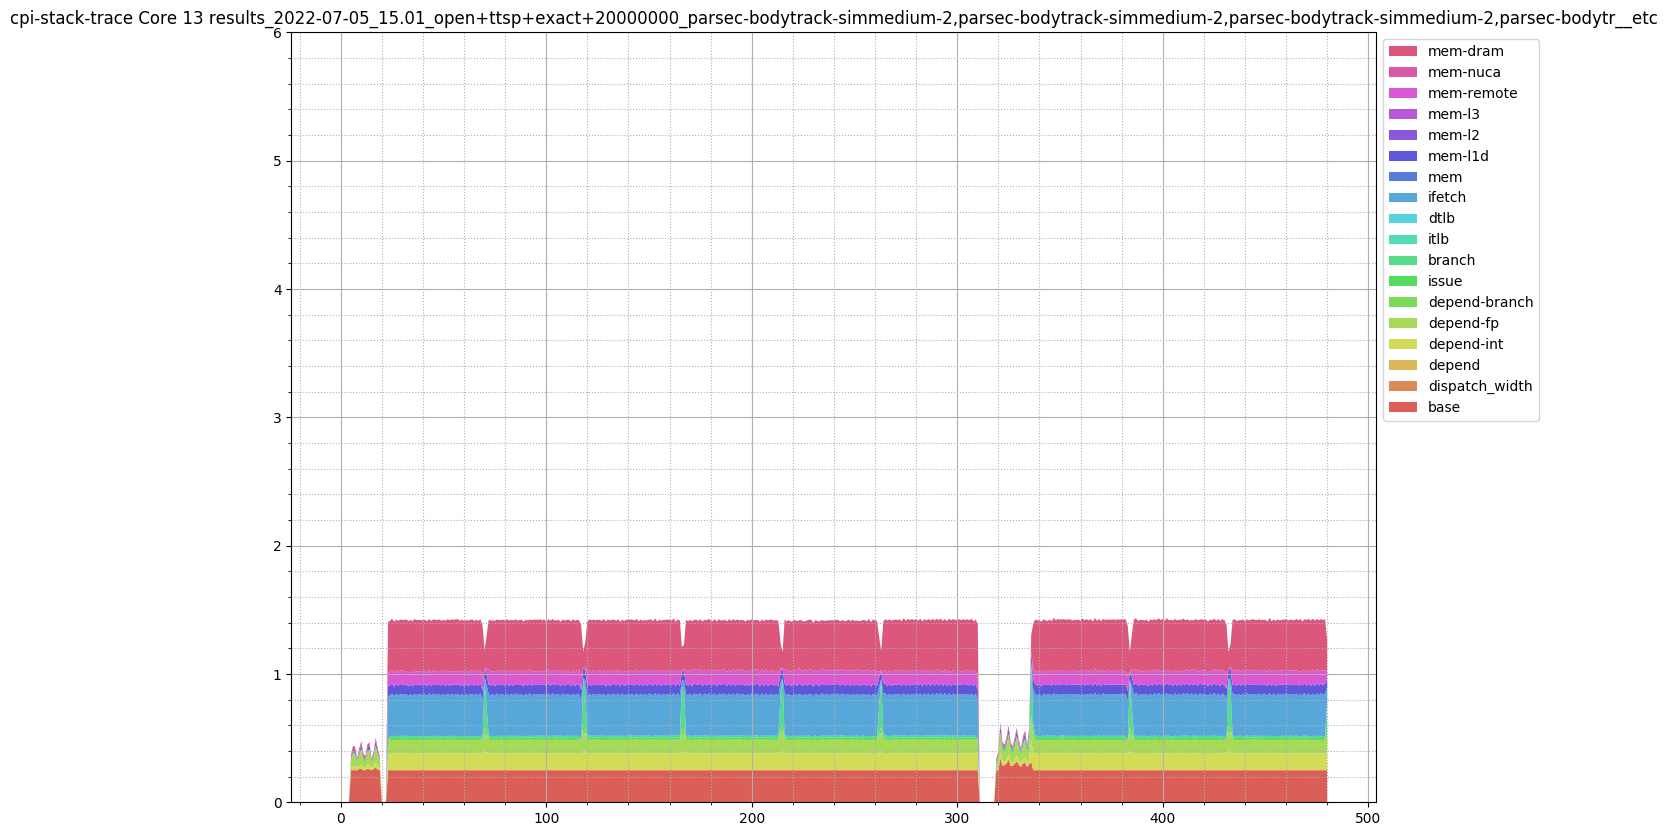 cpi-stack-trace Core 13 results_2022-07-05_15.01_open+ttsp+exact+20000000_parsec-bodytrack-simmedium-2,parsec-bodytrack-simmedium-2,parsec-bodytrack-simmedium-2,parsec-bodytr__etc
6
5
4
3
2
1
0
0 100 200 300 400 500
mem-dram
mem-nuca
mem-remote
mem-l3
mem-l2
mem-l1d
mem
ifetch
dtlb
itlb
branch
issue
depend-branch
depend-fp
depend-int
depend
dispatch_width
base